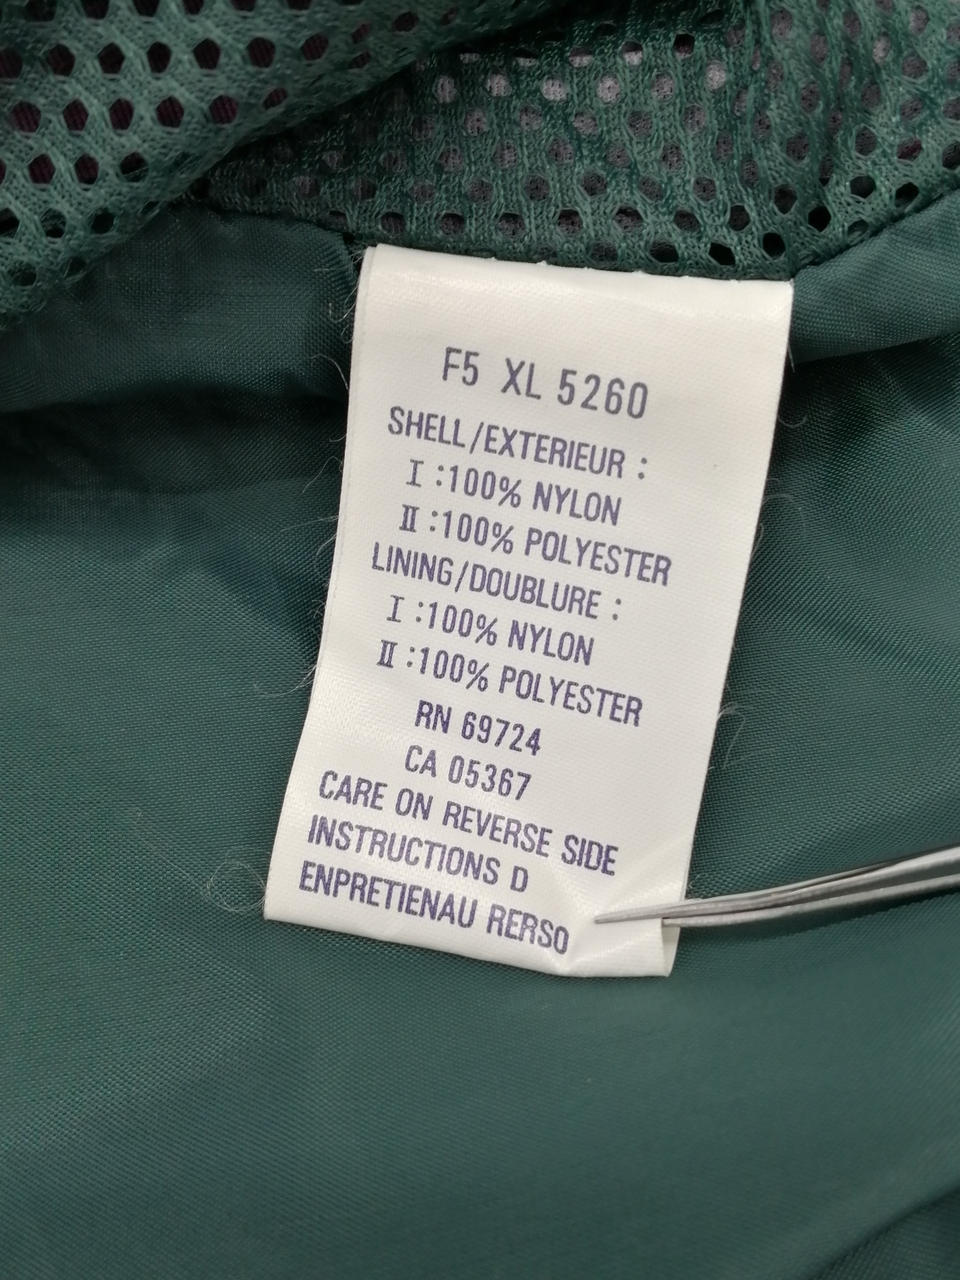 F5 XL 5260
SHELL/EXTERIEUR :
I :100% NYLON
II :100% POLYESTER
LINING/DOUBLURE :
I :100% NYLON
II :100% POLYESTER
RN 69724
CA 05367
CARE ON REVERSE SIDE
INSTRUCTIONS D
ENPRETIENAU RERSO